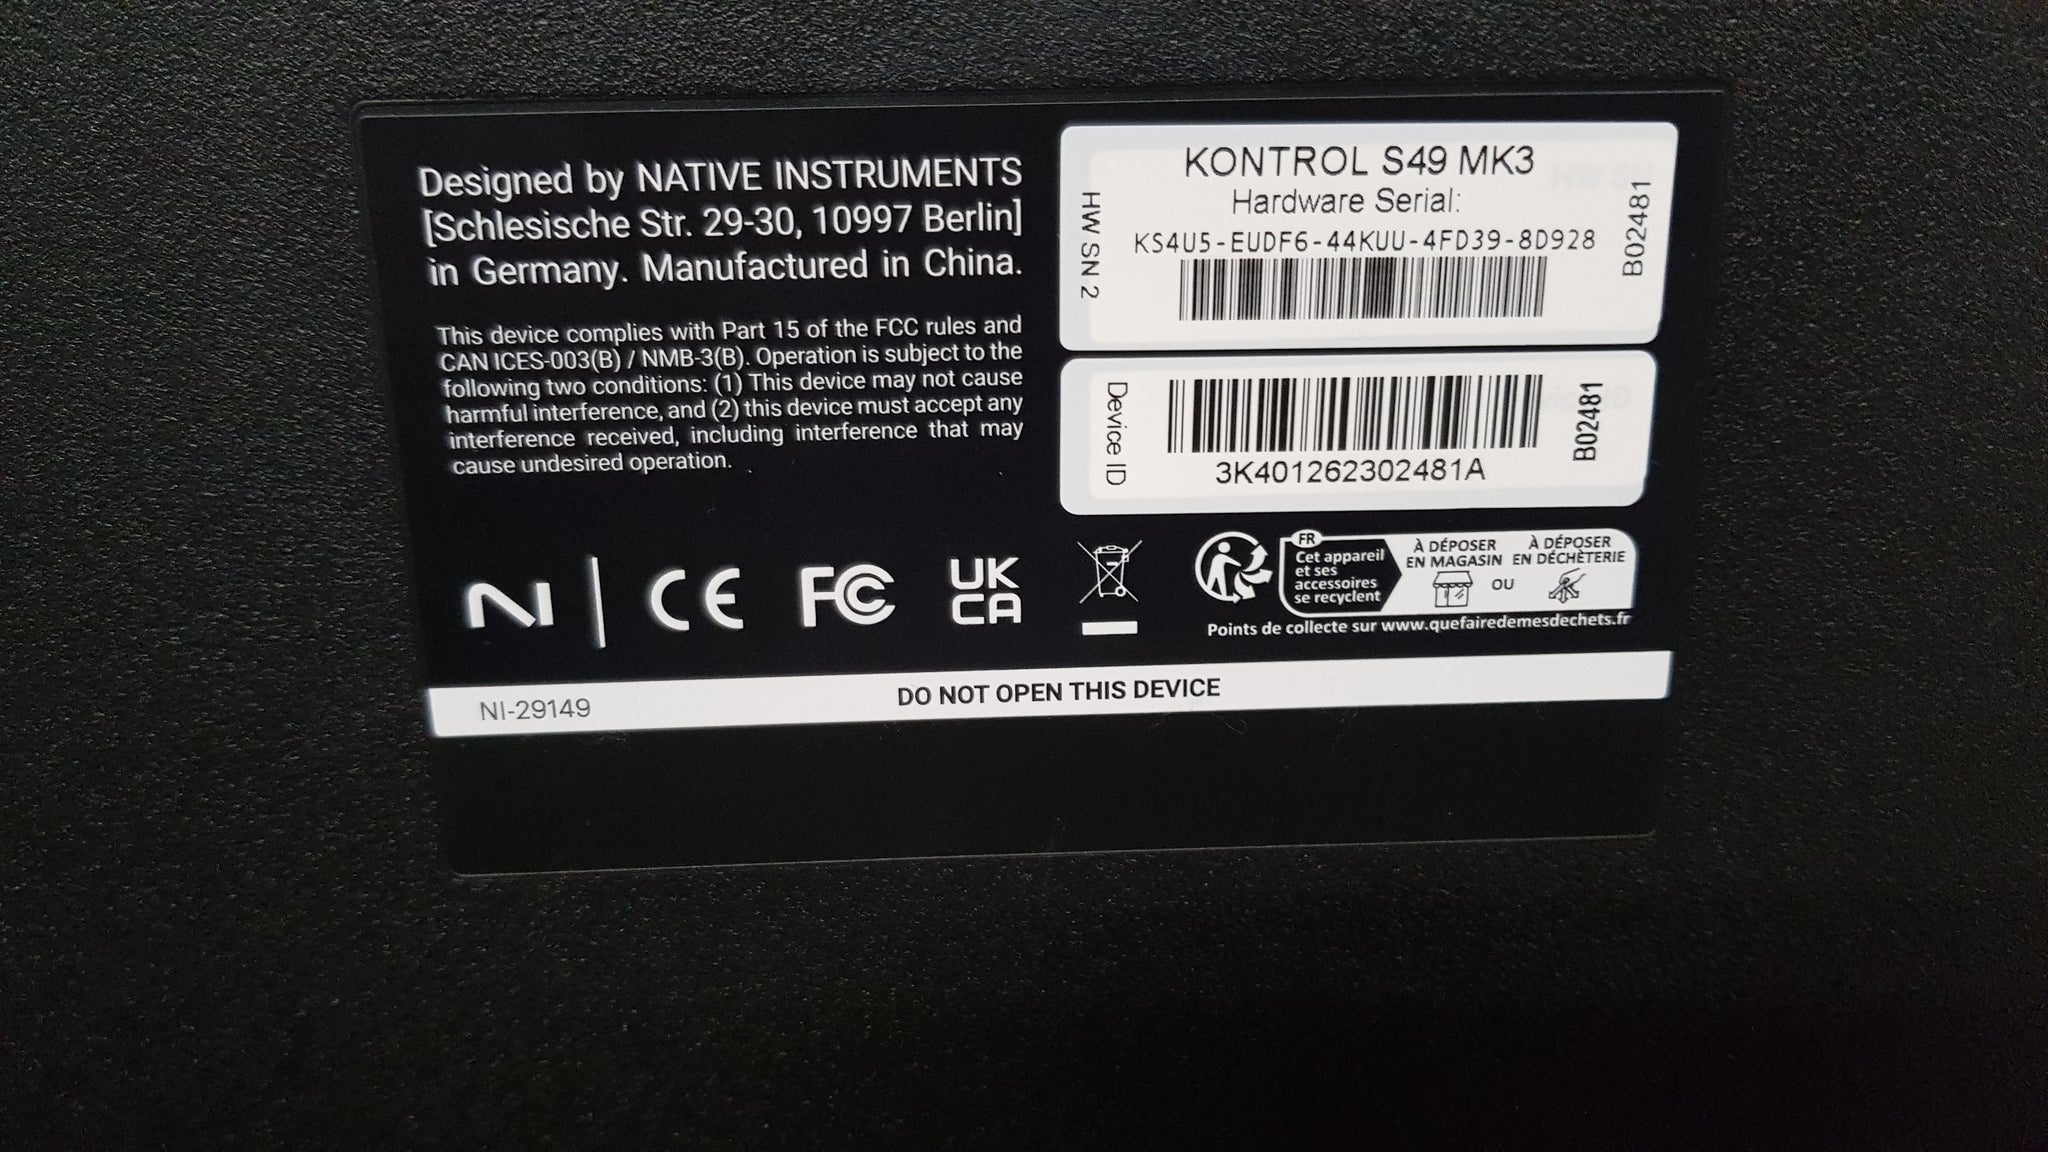 Designed by NATIVE INSTRUMENTS
[Schlesische Str. 29-30, 10997 Berlin]
in Germany. Manufactured in China.
This device complies with Part 15 of the FCC rules and
CAN ICES-003(B) / NMB-3(B). Operation is subject to the
following two conditions: (1) This device may not cause
harmful interference, and (2) this device must accept any
interference received, including interference that may
cause undesired operation.
KONTROL S49 MK3
Hardware Serial:
KS4U5-EUDF6-44KUU-4FD39-8D928
HW SN 2
B02481
HW SN
Device ID
3K401262302481A
B02481
NI
CE
FC
UK
CA
FR
Cet appareil
et ses
accessoires
se recyclent
À DÉPOSER
EN MAGASIN
OU
À DÉPOSER
EN DÉCHÈTERIE
Points de collecte sur www.quefairedemesdechets.fr
NI-29149
DO NOT OPEN THIS DEVICE